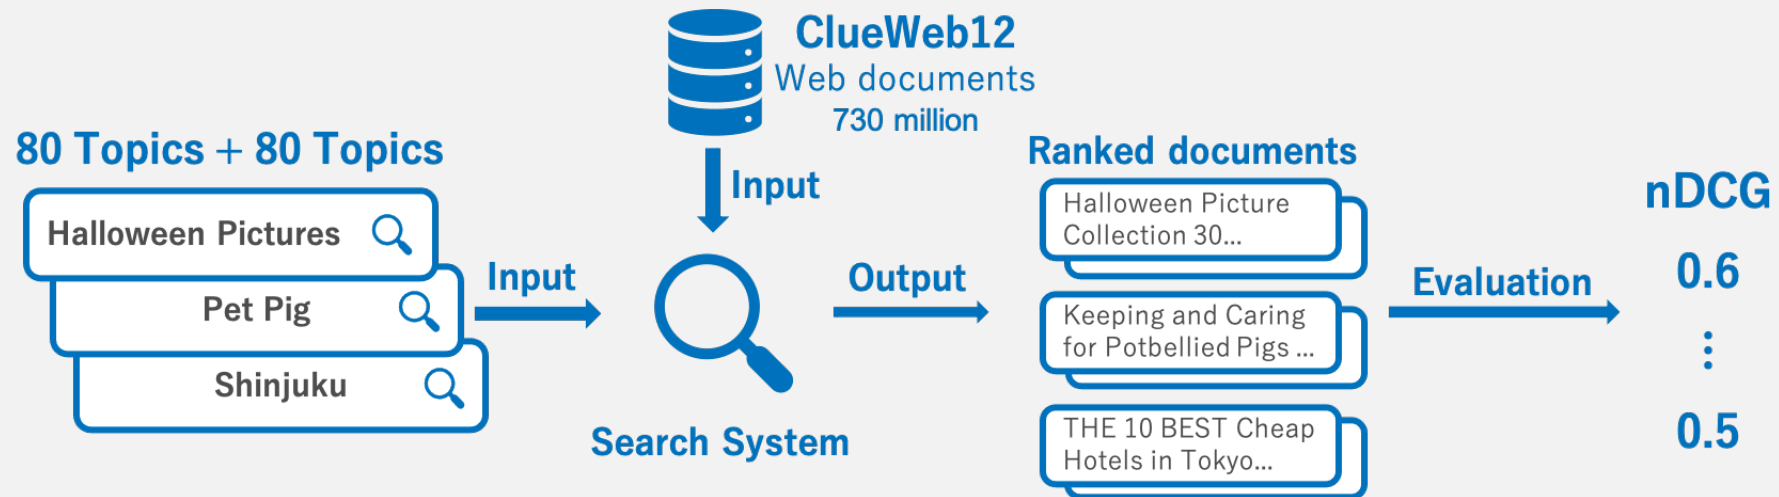 ClueWeb12
Web documents
730 million
80 Topics + 80 Topics
Halloween Pictures
Pet Pig
Shinjuku
Input
Input
Search System
Output
Ranked documents
Halloween Picture
Collection 30...
Keeping and Caring
for Potbellied Pigs ...
THE 10 BEST Cheap
Hotels in Tokyo...
Evaluation
nDCG
0.6
⋮
0.5